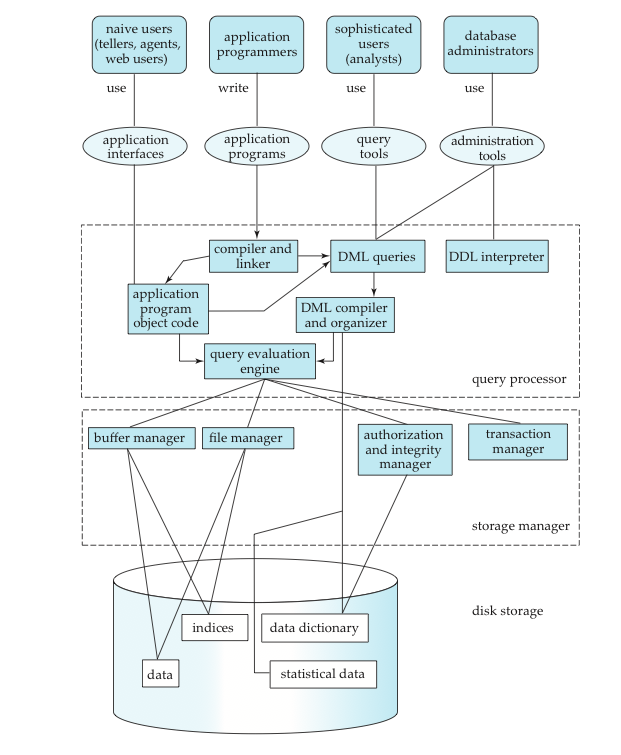 naive users
(tellers, agents,
web users)
application
programmers
sophisticated
users
(analysts)
database
administrators
use
write
use
use
application
interfaces
application
programs
query
tools
administration
tools
compiler and
linker
DML queries
DDL interpreter
application
program
object code
DML compiler
and organizer
query evaluation
engine
query processor
buffer manager
file manager
authorization
and integrity
manager
transaction
manager
storage manager
disk storage
indices
data dictionary
data
statistical data